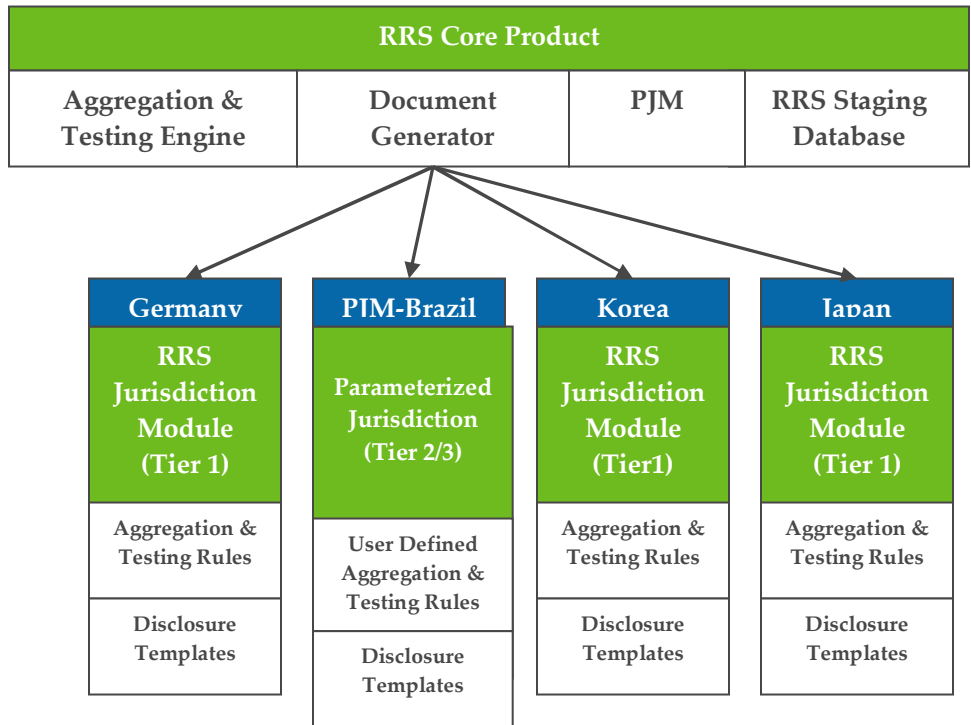 RRS Core Product
Aggregation &
Testing Engine
Document
Generator
PJM
RRS Staging
Database
Germany
RRS
Jurisdiction
Module
(Tier 1)
Aggregation &
Testing Rules
Disclosure
Templates
PJM-Brazil
Parameterized
Jurisdiction
(Tier 2/3)
User Defined
Aggregation &
Testing Rules
Disclosure
Templates
Korea
RRS
Jurisdiction
Module
(Tier1)
Aggregation &
Testing Rules
Disclosure
Templates
Japan
RRS
Jurisdiction
Module
(Tier 1)
Aggregation &
Testing Rules
Disclosure
Templates